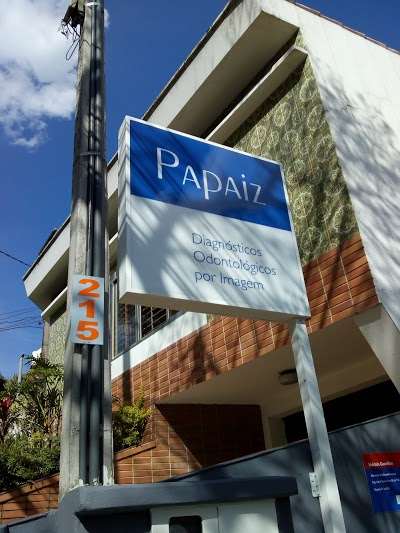 PAPAIZ
Diagnósticos
Odontológicos
por Imagem
215